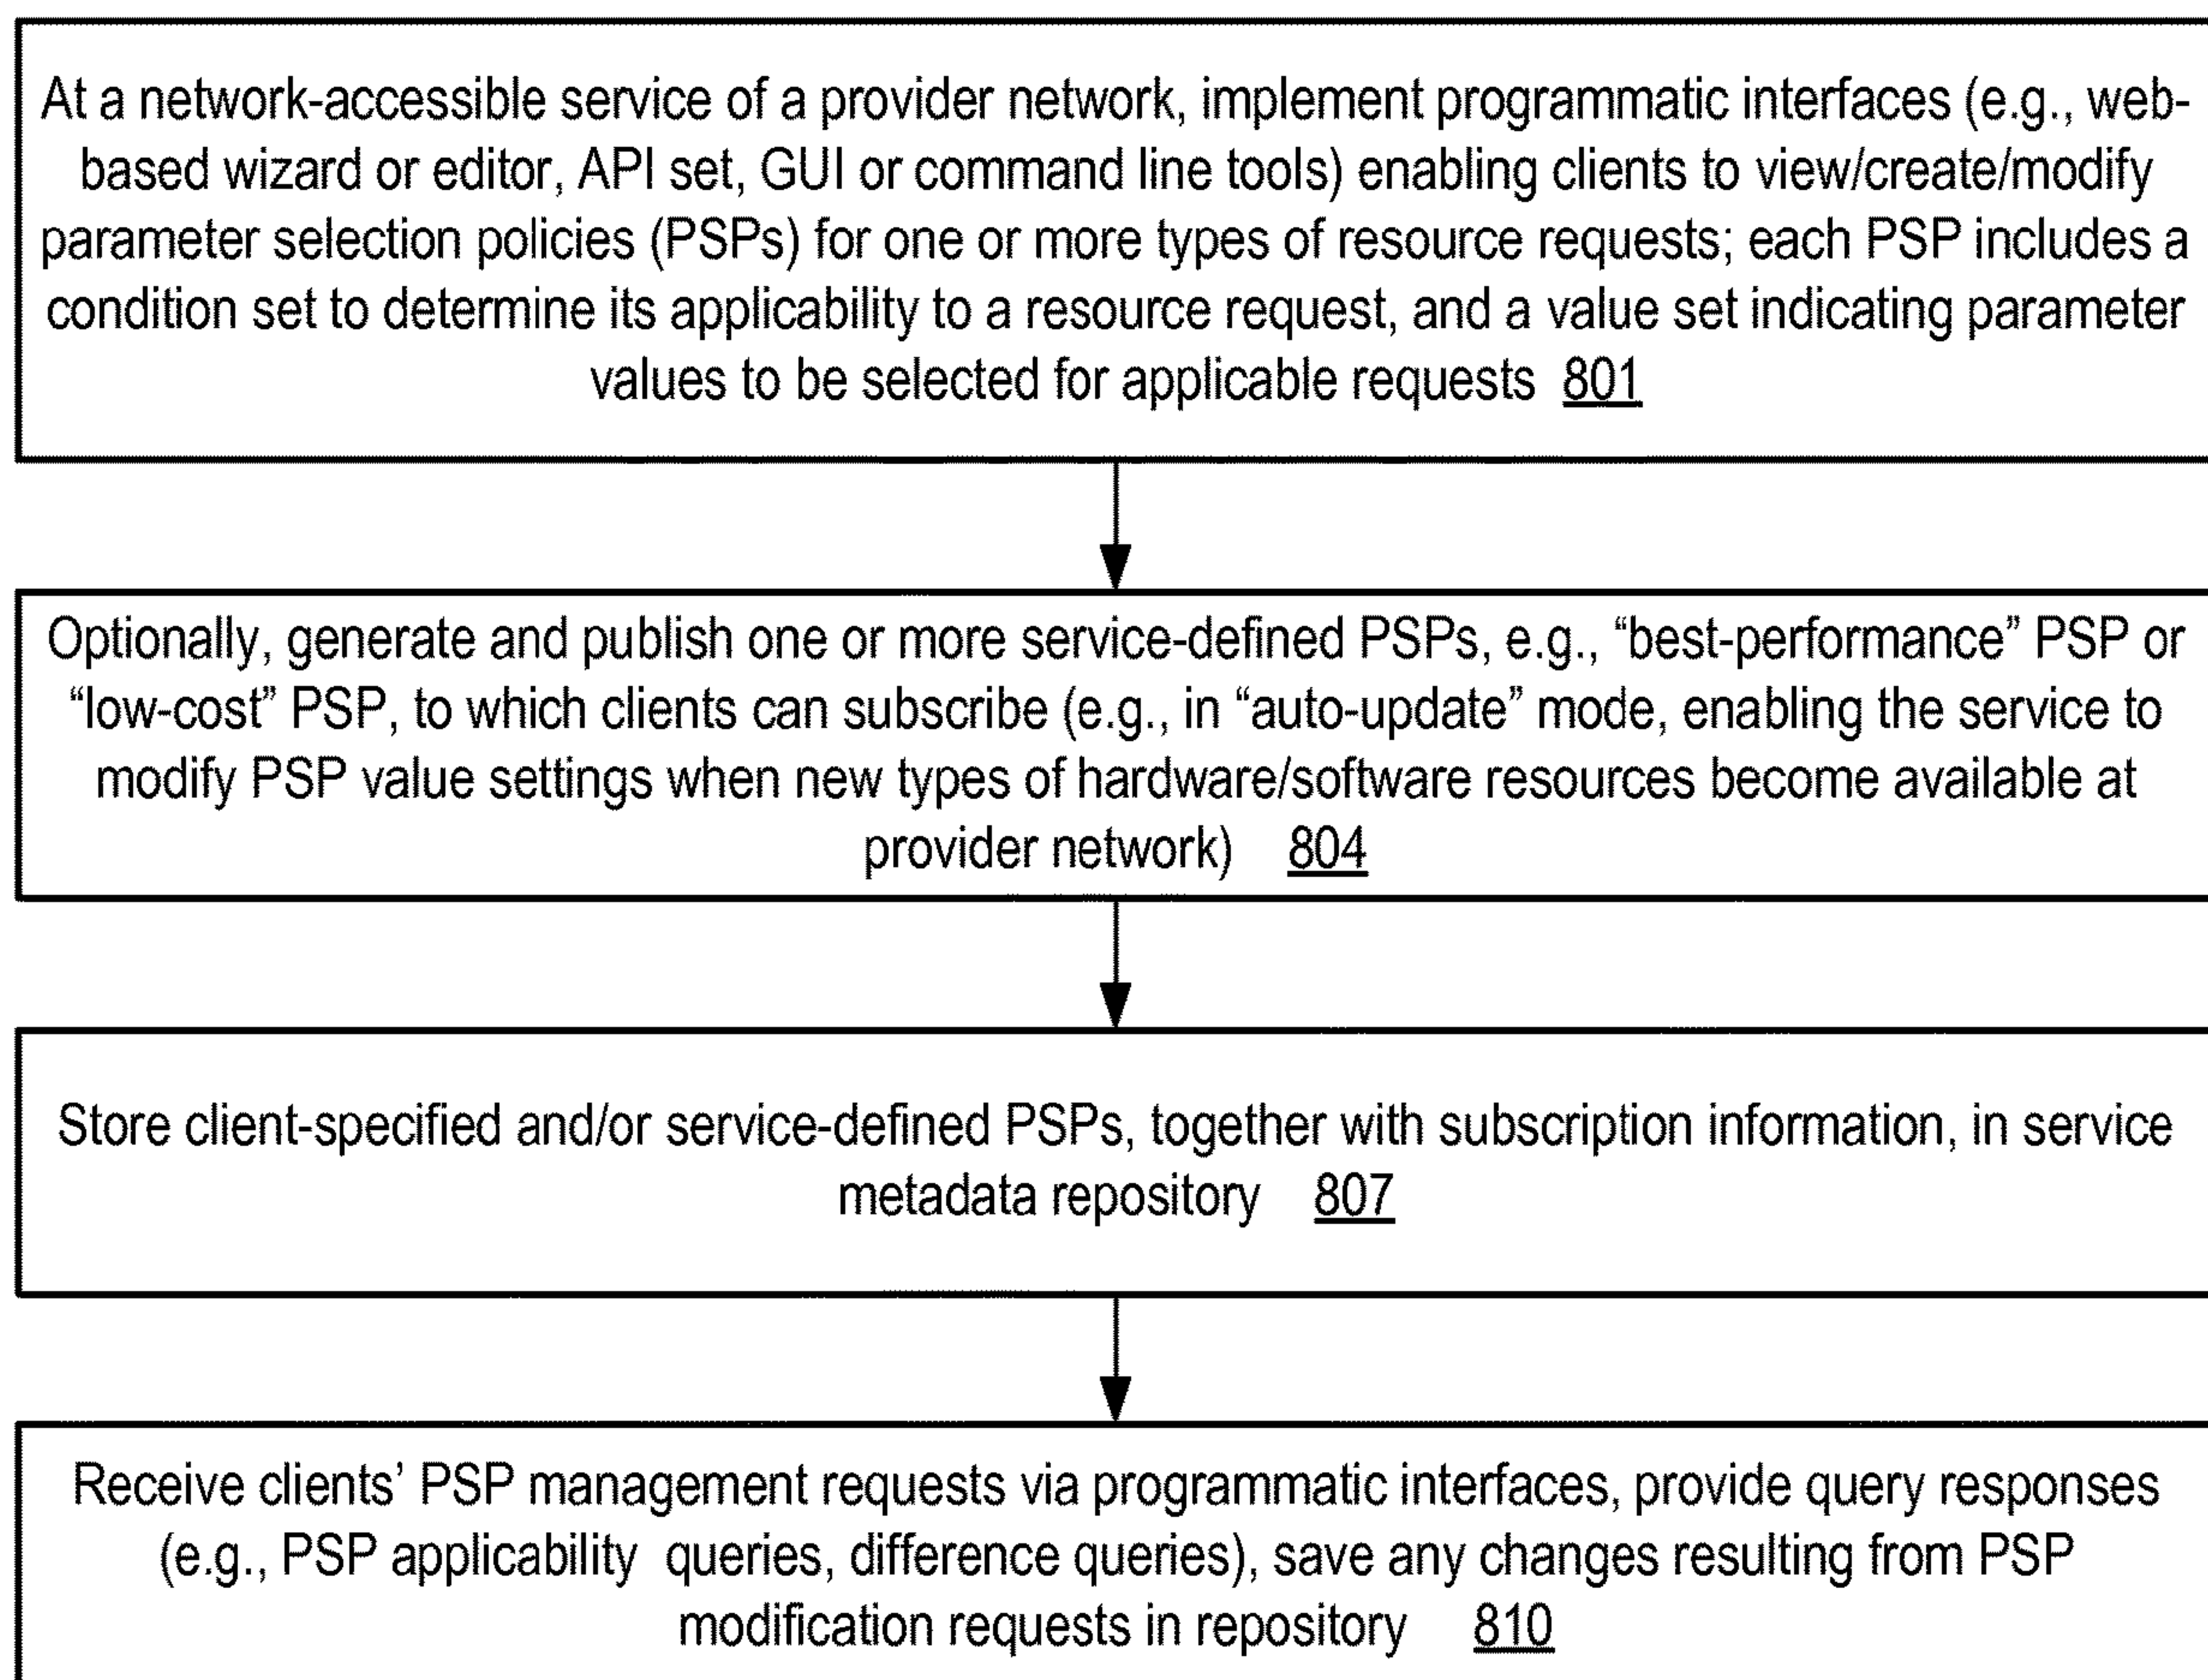 At a network-accessible service of a provider network, implement programmatic interfaces (e.g., web-
based wizard or editor, API set, GUI or command line tools) enabling clients to view/create/modify
parameter selection policies (PSPs) for one or more types of resource requests; each PSP includes a
condition set to determine its applicability to a resource request, and a value set indicating parameter
values to be selected for applicable requests 801
Optionally, generate and publish one or more service-defined PSPs, e.g., “best-performance” PSP or
“low-cost” PSP, to which clients can subscribe (e.g., in “auto-update” mode, enabling the service to
modify PSP value settings when new types of hardware/software resources become available at
provider network) 804
Store client-specified and/or service-defined PSPs, together with subscription information, in service
metadata repository 807
Receive clients’ PSP management requests via programmatic interfaces, provide query responses
(e.g., PSP applicability queries, difference queries), save any changes resulting from PSP
modification requests in repository 810